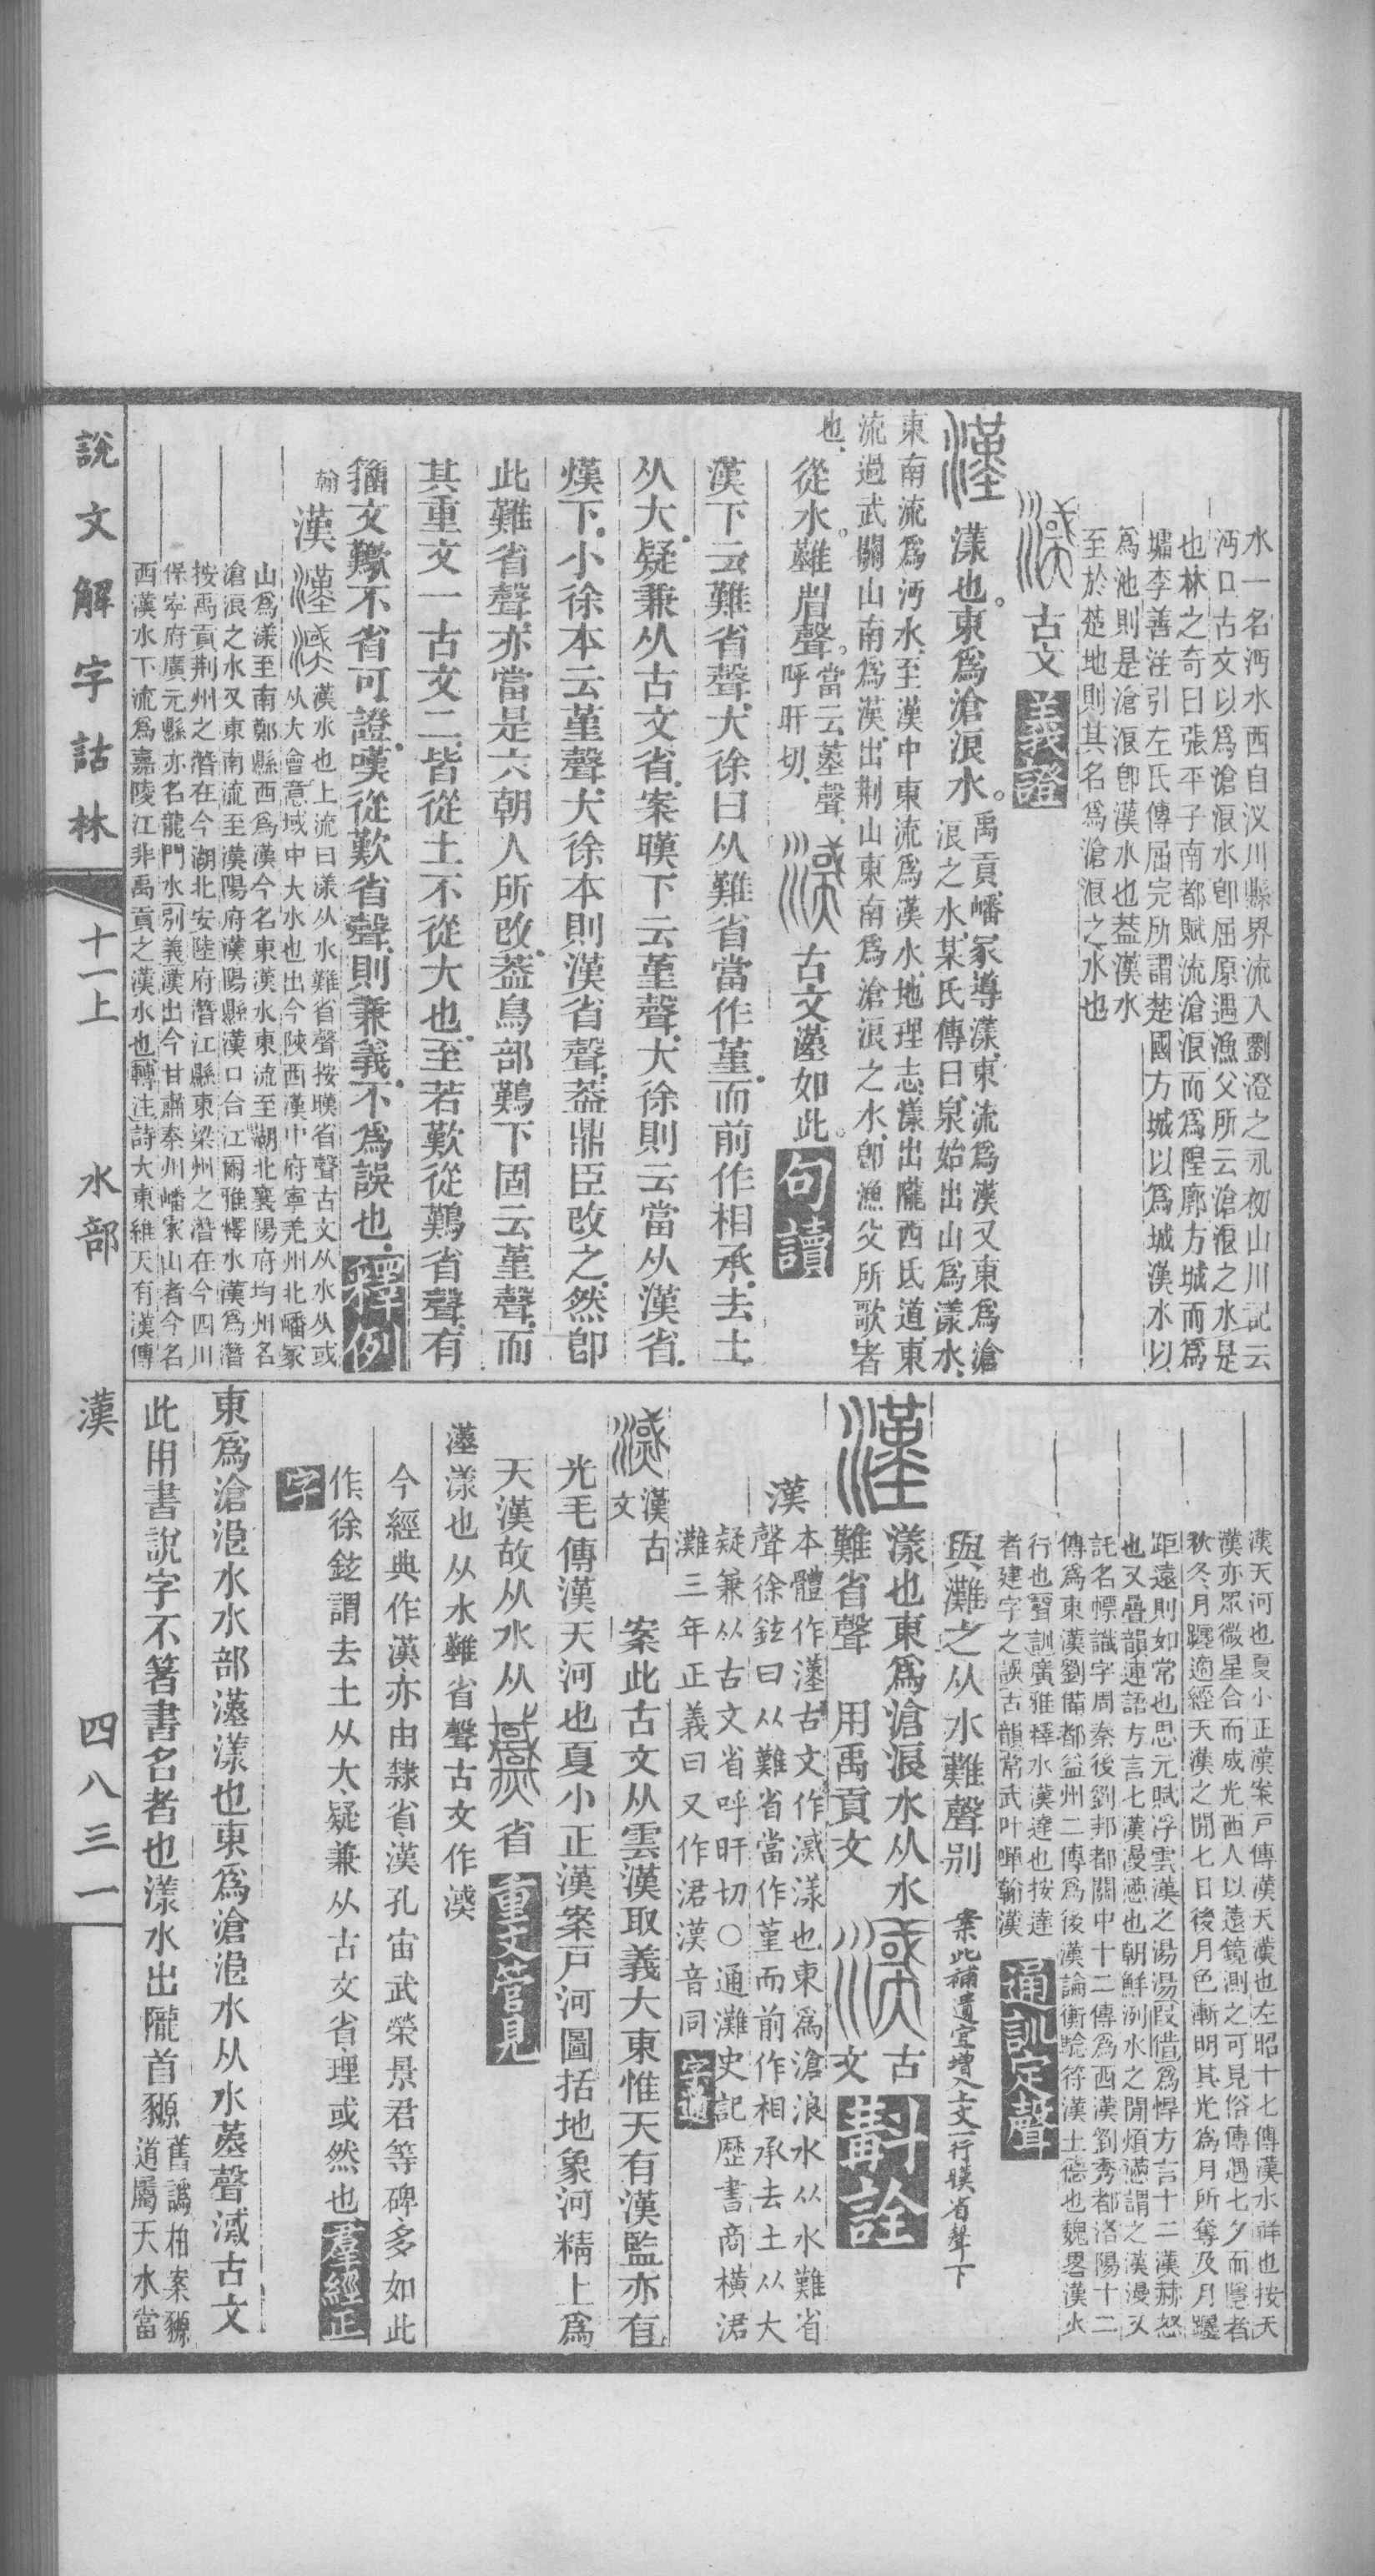 水一名沔水西自汶川縣界流入劉澄之永初山川記云
沔口古文以爲滄浪水卽屈原遇漁父所云滄浪之水是
也林之奇曰張平子南都賦流滄浪而爲隍廓方城而爲
墉李善注引左氏傳屈完所謂楚國方城以爲城漢水以
爲池則是滄浪卽漢水也葢漢水
至於楚地則其名爲滄浪之水也
古文義證
漾也。東爲滄浪水。禹貢嶓冢導漾東流爲漢又東爲滄
浪之水某氏傳曰泉始出山爲漾水
東南流爲沔水至漢中東流爲漢水地理志漾出隴西氐道東
流過武關山南爲漢出荆山東南爲滄浪之水卽漁父所歌者
也
從水。難省聲。當云堇聲呼旰切。古文漢如此。句讀
漢下云難省聲大徐曰从難省當作堇而前作相承去土
从大疑兼从古文省案暵下云堇聲大徐則云當从漢省
熯下小徐本云堇聲大徐本則漢省聲葢鼎臣改之然卽
此難省聲亦當是六朝人所改葢鳥部鷬下固云堇聲而
其重文一古文二皆從土不從大也至若歎從鷬省聲有
籀文歎不省可證嘆從歎省聲則兼義不爲誤也釋例
翰漢漢水也上流曰漾从水難省聲按暵省聲古文从水从或
从大會意域中大水也出今陝西漢中府寧羌州北嶓冢
山爲漾至南鄭縣西爲漢今名東漢水東流至湖北襄陽府均州名
滄浪之水又東南流至漢陽府漢陽縣漢口合江爾雅釋水漢爲潛
按禹貢荆州之潛在今湖北安陸府潛江縣東梁州之潛在今四川
保寧府廣元縣亦名龍門水別義漢出今甘肅秦州嶓冢山者今名
西漢水下流爲嘉陵江非禹貢之漢水也轉注詩大東維天有漢傳
漢天河也夏小正漢案戶傳漢天漢也左昭十七傳漢水祥也按天
漢亦眾微星合而成光西人以遠鏡測之可見俗傳遇七夕而隱者
秋冬月躔適經天漢之閒七日後月色漸明其光爲月所奪及月躔
距遠則如常也思元賦浮雲漢之湯湯叚借爲悍方言十二漢赫怒
也又疊韻連語方言七漢漫懣也朝鮮洌水之閒煩懣謂之漢漫又
託名幖識字周秦後劉邦都關中十二傳爲西漢劉秀都洛陽十二
傳爲東漢劉備都益州二傳爲後漢論衡驗符漢土德也魏畧漢火
行也聲訓廣雅釋水漢達也按達
者建字之誤古韻常武叶嘽翰漢通訓定聲
與灘之从水難聲別案此補遺宜增入上文一行暵省聲下
漾也東爲滄浪水从水古
難省聲用禹貢文文斠詮
漢本體作漢古文作漾也東爲滄浪水从水難省
聲徐鉉曰从難省當作堇而前作相承去土从大
疑兼从古文省呼旰切○通灘史記歷書商橫涒
灘三年正義曰又作涒漢音同字通
漢古
文案此古文从雲漢取義大東惟天有漢監亦有
光毛傳漢天河也夏小正漢案戶河圖括地象河精上爲
天漢故从水从省重文管見
漢漾也从水難省聲古文作
今經典作漢亦由隸省漢孔宙武榮景君等碑多如此
作徐鉉謂去土从大疑兼从古文省理或然也羣經正
字
東爲滄浪水水部漢漾也東爲滄浪水从水聲古文
此用書說字不箸書名者也漾水出隴首獂舊譌柏案獂
道屬天水當
說文解字詁林 十一上 水部 漢 四八三一